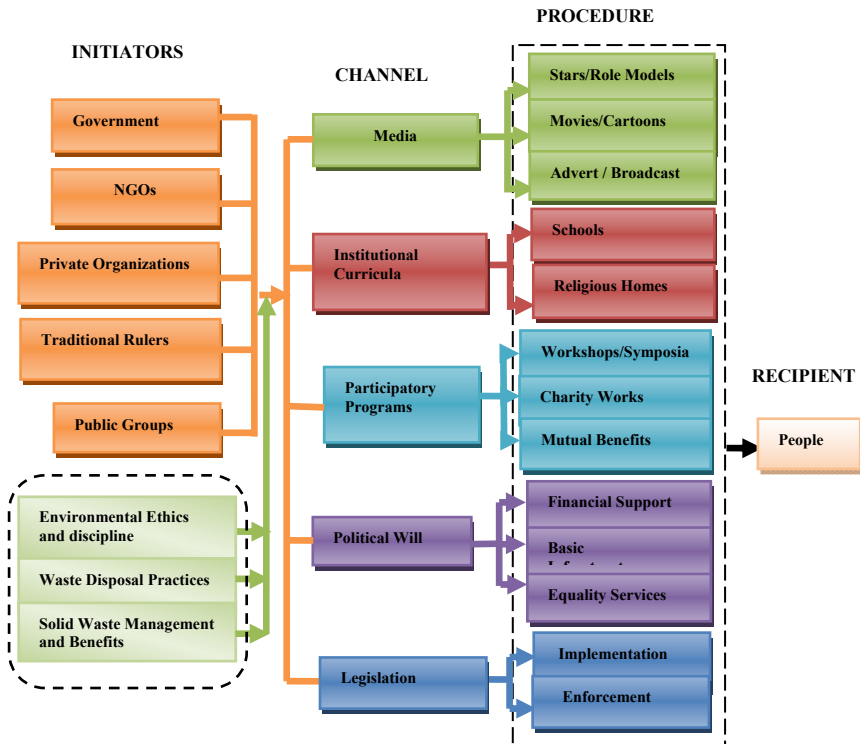 PROCEDURE
INITIATORS
CHANNEL
RECIPIENT
Government
NGOs
Private Organizations
Traditional Rulers
Public Groups
Environmental Ethics
and discipline
Waste Disposal Practices
Solid Waste Management
and Benefits
Media
Institutional
Curricula
Participatory
Programs
Political Will
Legislation
Stars/Role Models
Movies/Cartoons
Advert / Broadcast
Schools
Religious Homes
Workshops/Symposia
Charity Works
Mutual Benefits
Financial Support
Basic
Equality Services
Implementation
Enforcement
People